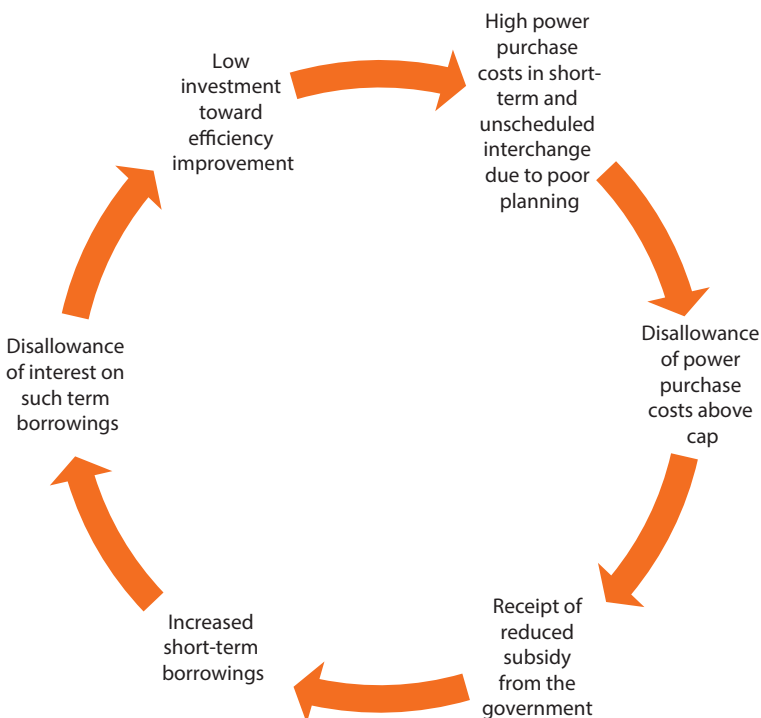 Low
investment
toward
efficiency
improvement
High power
purchase
costs in short-
term and
unscheduled
interchange
due to poor
planning
Disallowance
of power
purchase
costs above
cap
Receipt of
reduced
subsidy
from the
government
Increased
short-term
borrowings
Disallowance
of interest on
such term
borrowings